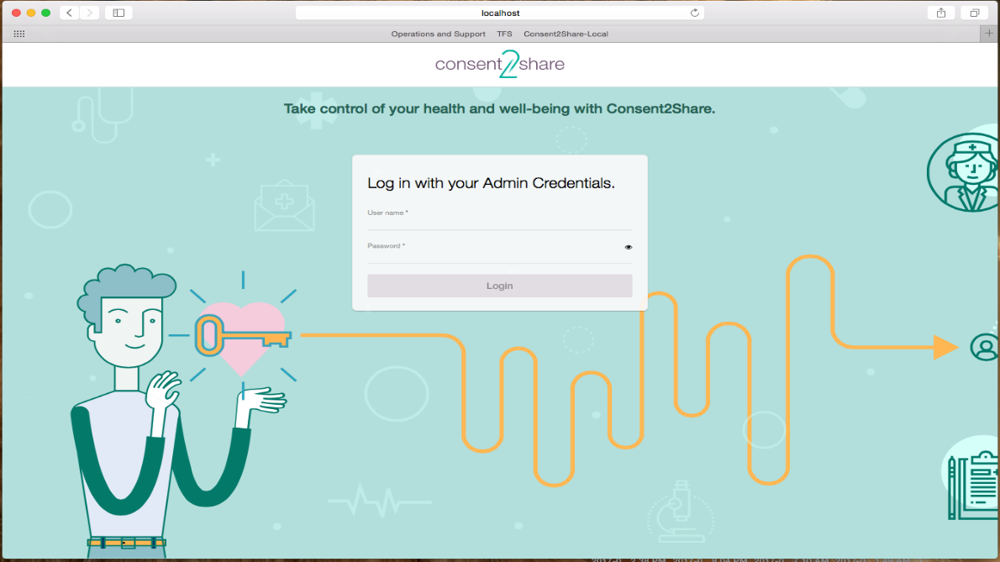 localhost
Operations and Support TFS Consent2Share-Local
consent2share
Take control of your health and well-being with Consent2Share.
Log in with your Admin Credentials.
User name *
Password *
Login